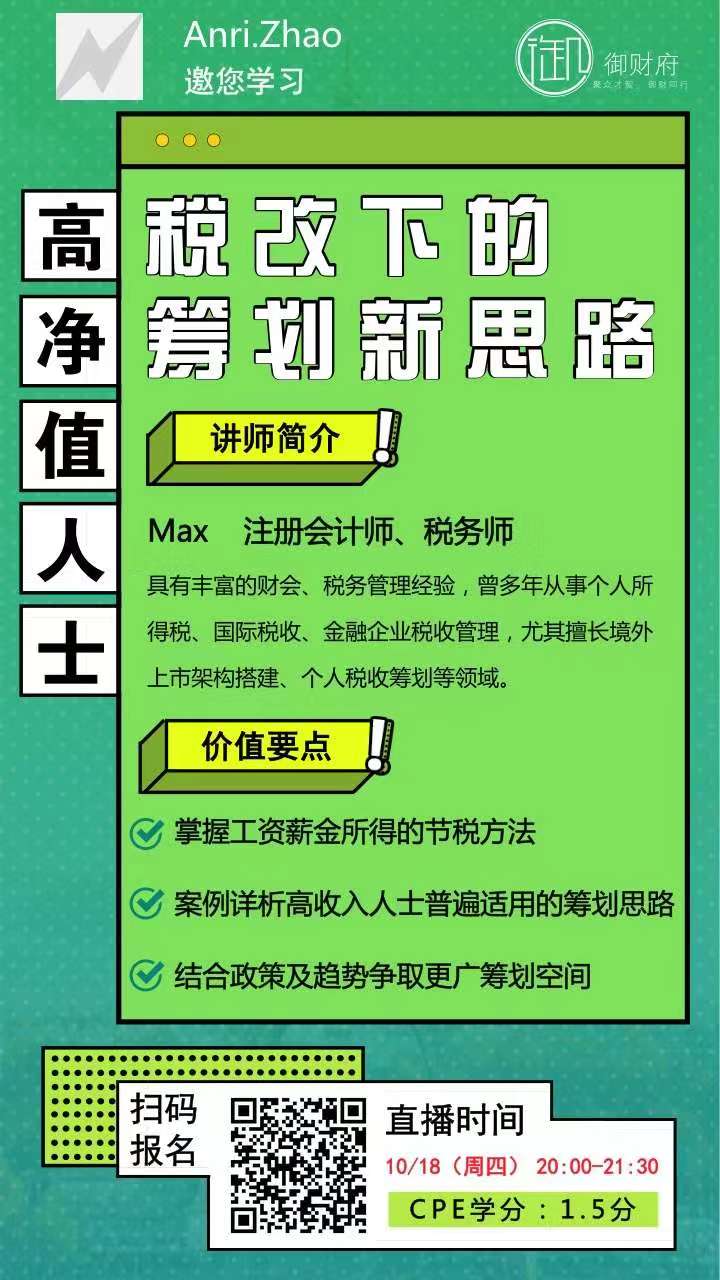 Anri.Zhao
邀您学习
御财府
聚众才智 御财同行
高净值人士
税改下的
筹划新思路
讲师简介
Max 注册会计师、税务师
具有丰富的财会、税务管理经验，曾多年从事个人所
得税、国际税收、金融企业税收管理，尤其擅长境外
上市架构搭建、个人税收筹划等领域。
价值要点
掌握工资薪金所得的节税方法
案例详析高收入人士普遍适用的筹划思路
结合政策及趋势争取更广筹划空间
扫码
报名
直播时间
10/18（周四） 20:00-21:30
CPE学分：1.5分